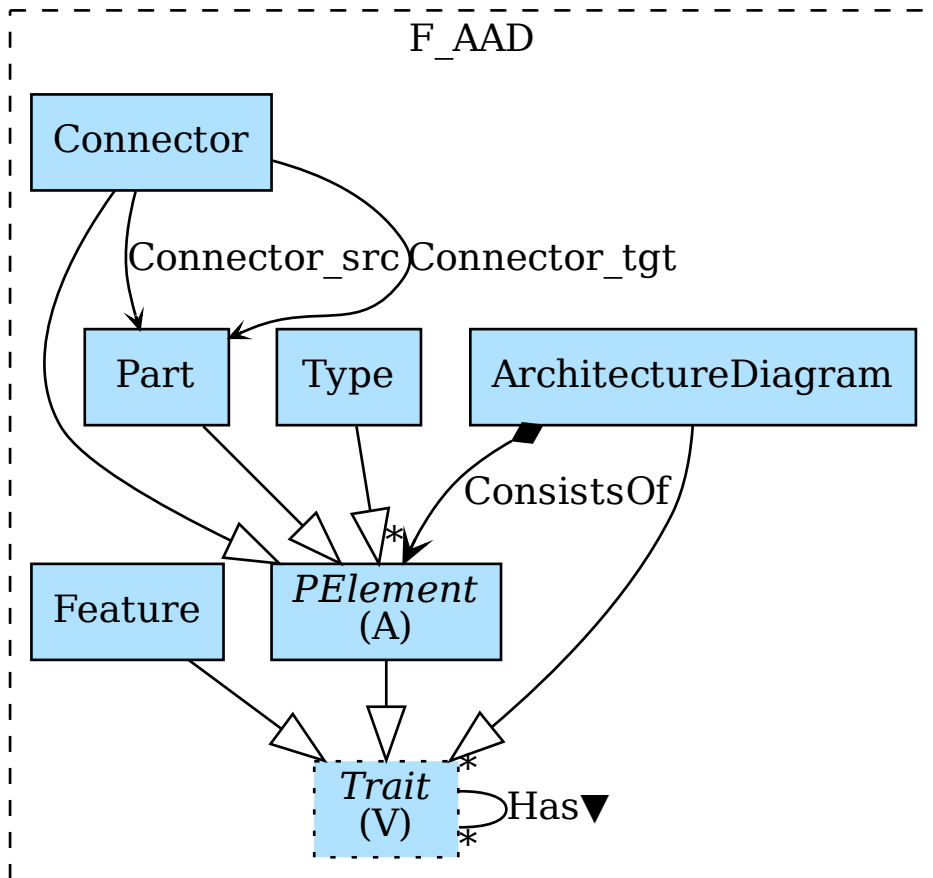 F_AAD
Connector
Connector_src
Connector_tgt
Part
Type
ArchitectureDiagram
ConsistsOf
*
Feature
PElement
(A)
*
Trait
(V)
Has▼
*